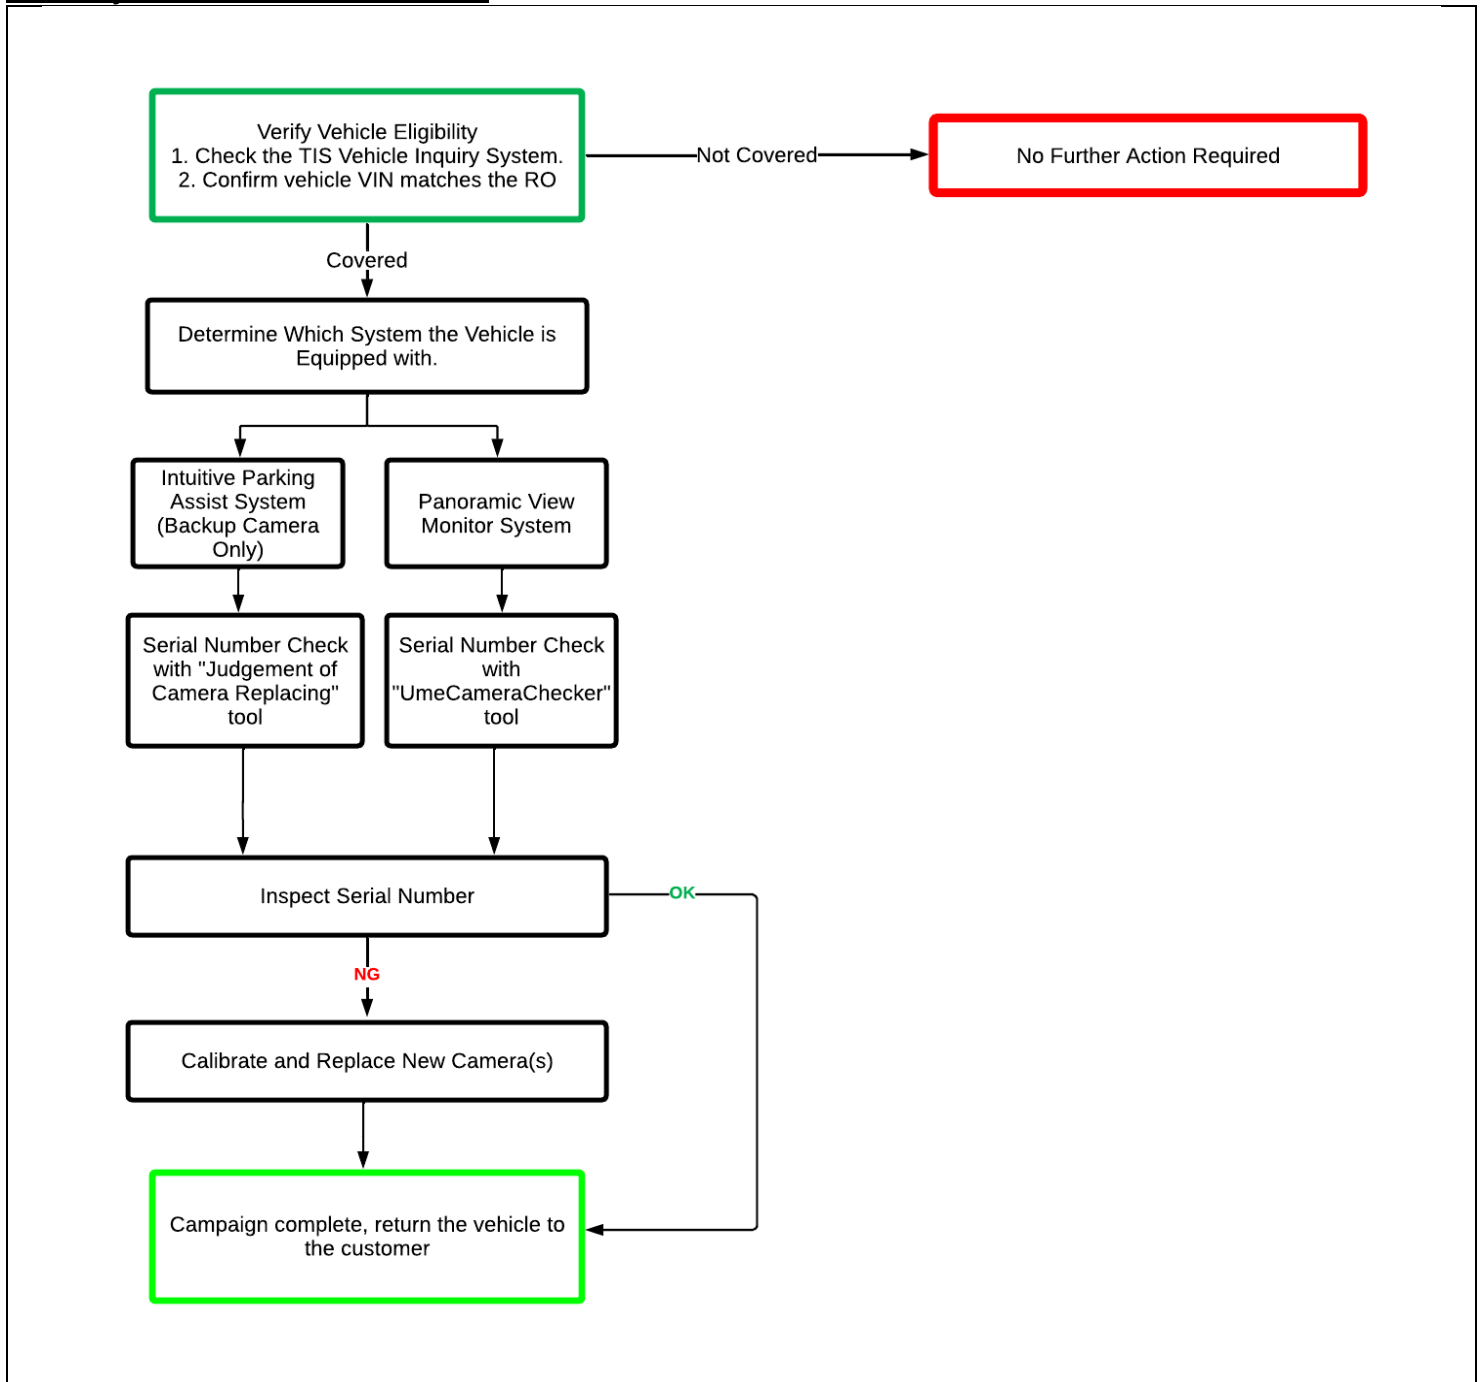 Verify Vehicle Eligibility
1. Check the TIS Vehicle Inquiry System.
2. Confirm vehicle VIN matches the RO
Not Covered
No Further Action Required
Covered
Determine Which System the Vehicle is
Equipped with.
Intuitive Parking
Assist System
(Backup Camera
Only)
Panoramic View
Monitor System
Serial Number Check
with "Judgement of
Camera Replacing"
tool
Serial Number Check
with
"UmeCameraChecker"
tool
Inspect Serial Number
OK
NG
Calibrate and Replace New Camera(s)
Campaign complete, return the vehicle to
the customer